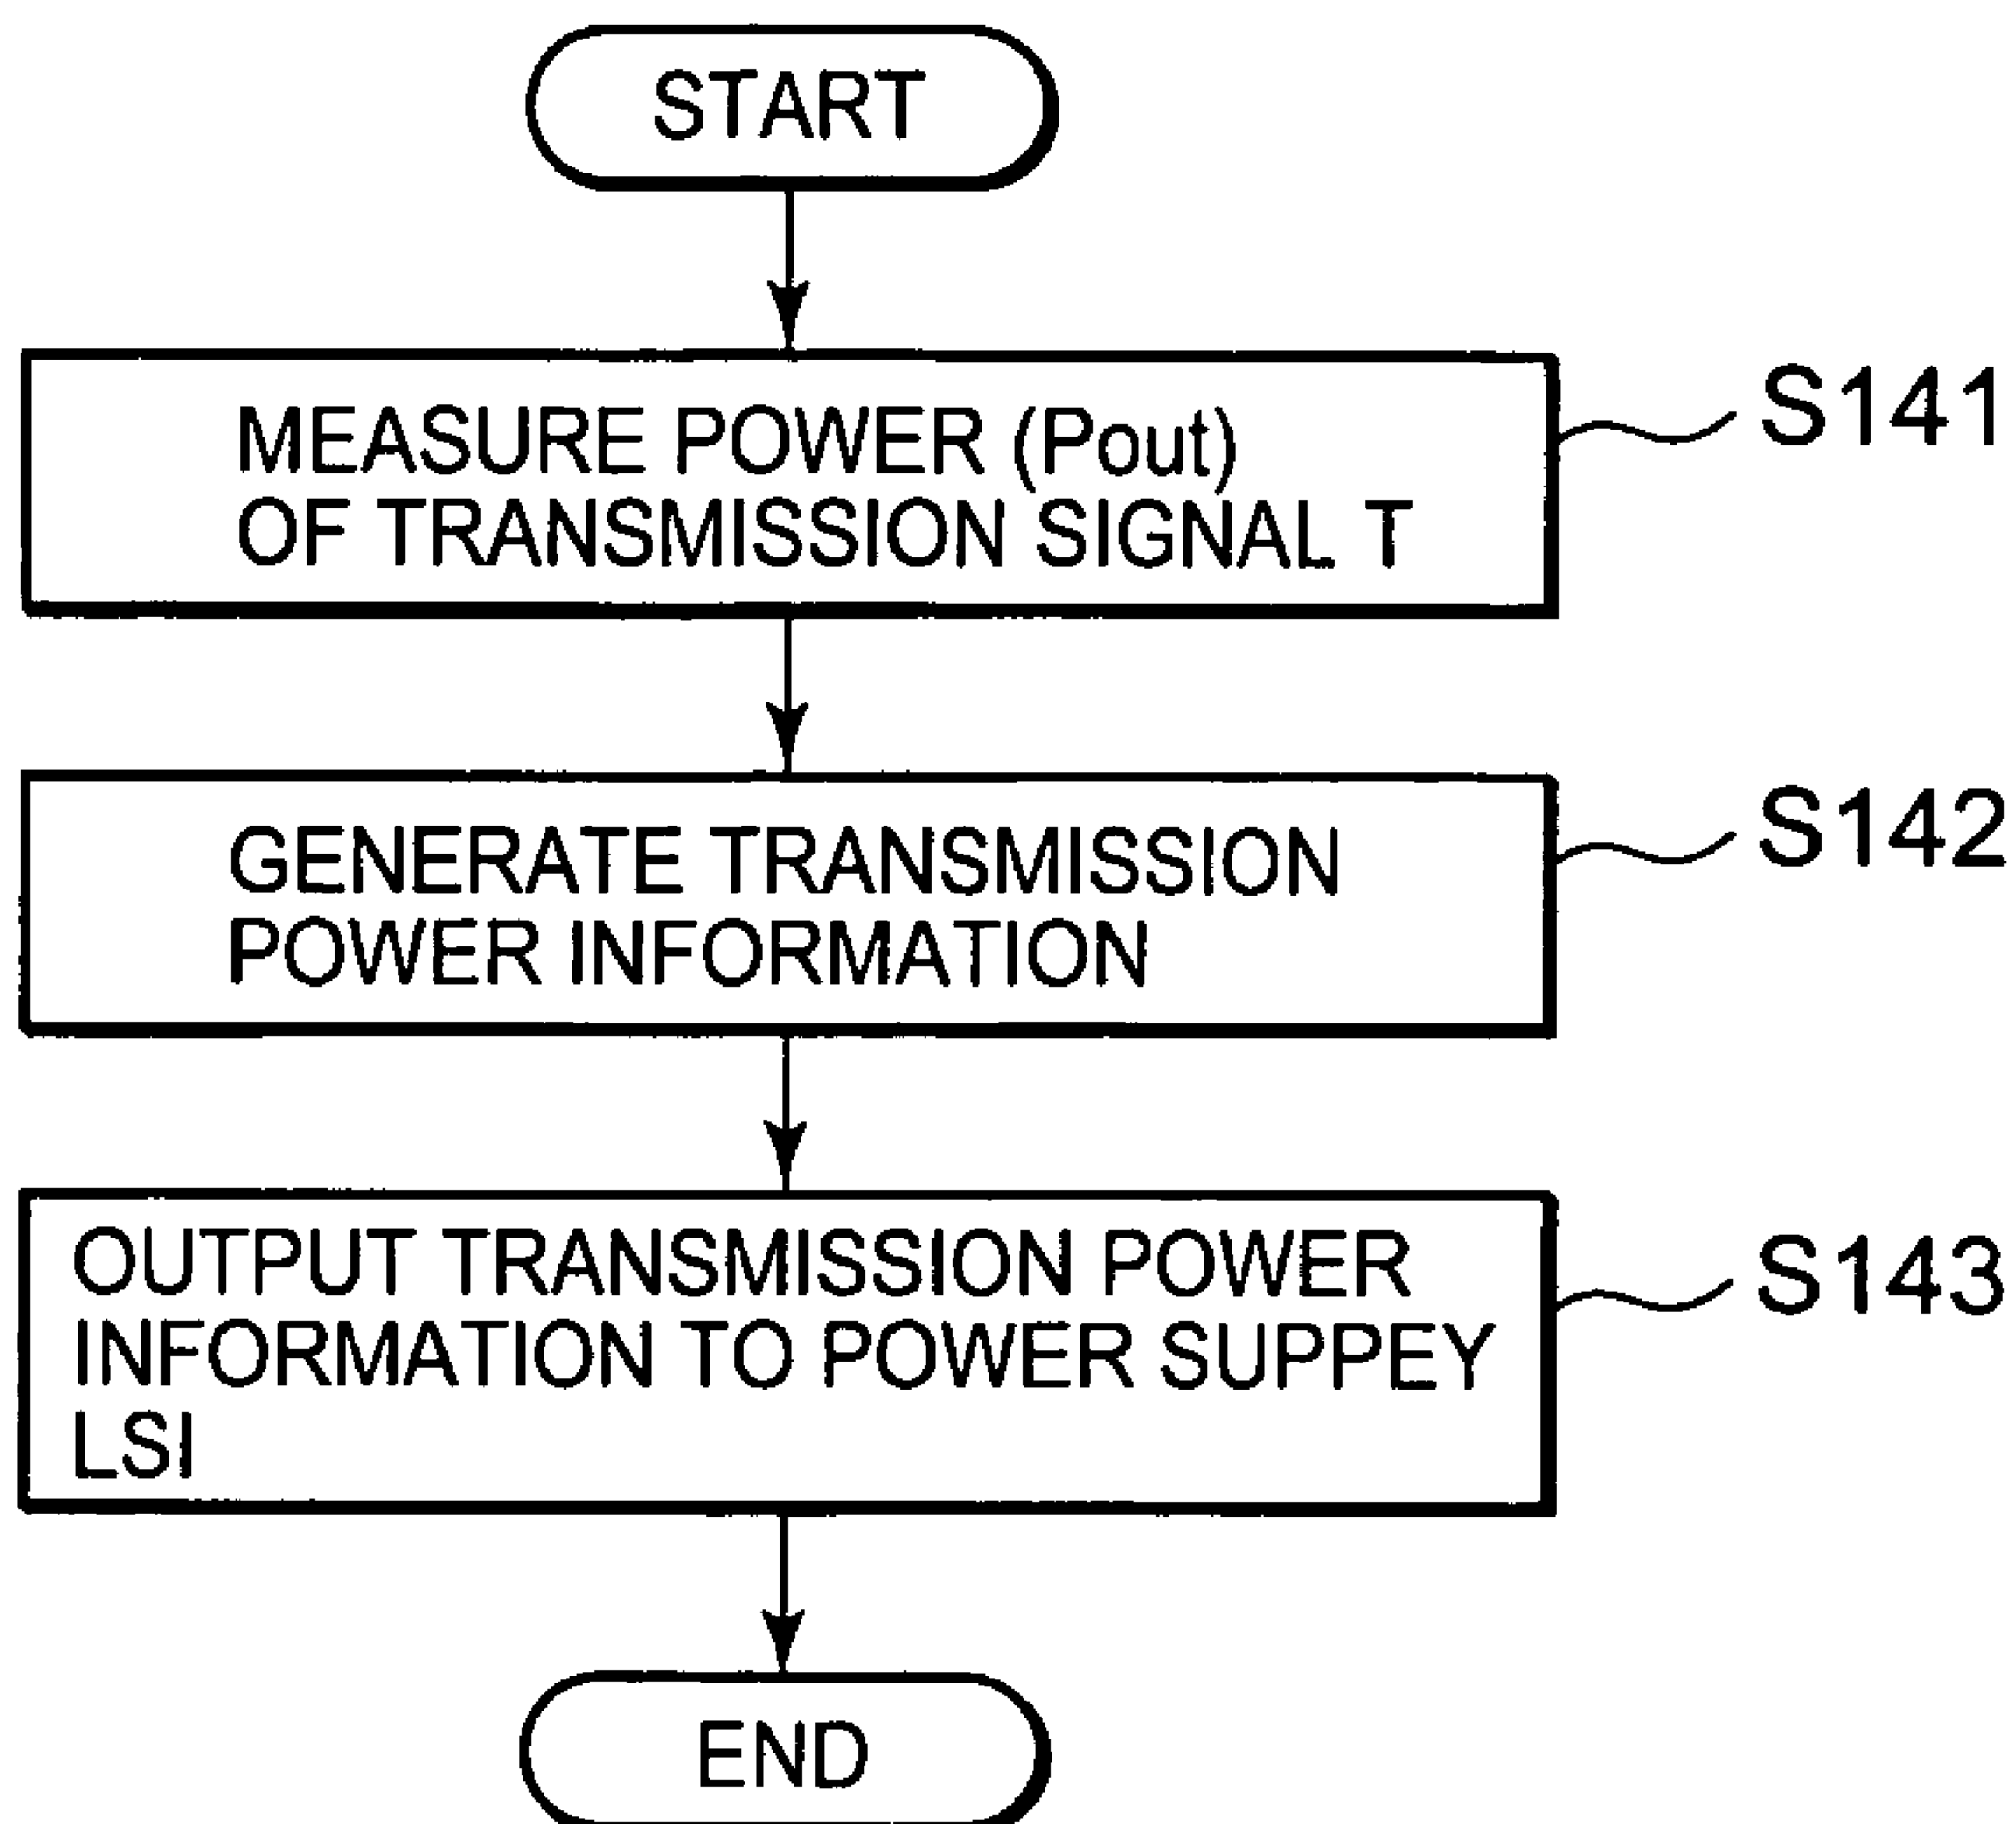 START
MEASURE POWER (Pout)
OF TRANSMISSION SIGNAL T
S141
GENERATE TRANSMISSION
POWER INFORMATION
S142
OUTPUT TRANSMISSION POWER
INFORMATION TO POWER SUPPEY
LSI
S143
END